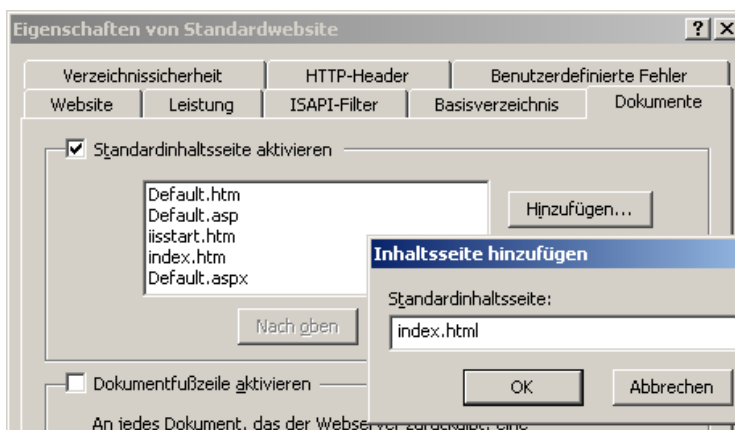 Eigenschaften von Standardwebsite
Verzeichnissicherheit HTTP-Header Benutzerdefinierte Fehler
Website Leistung ISAPI-Filter Basisverzeichnis Dokumente
Standardinhaltsseite aktivieren
Default.htm
Default.asp
iisstart.htm
index.htm
Default.aspx
Hinzufügen...
Nach oben
Inhaltsseite hinzufügen
Standardinhaltsseite:
index.html
OK Abbrechen
Dokumentfußzeile aktivieren
An jedes Dokument, das der Webserver zurückgibt, eine